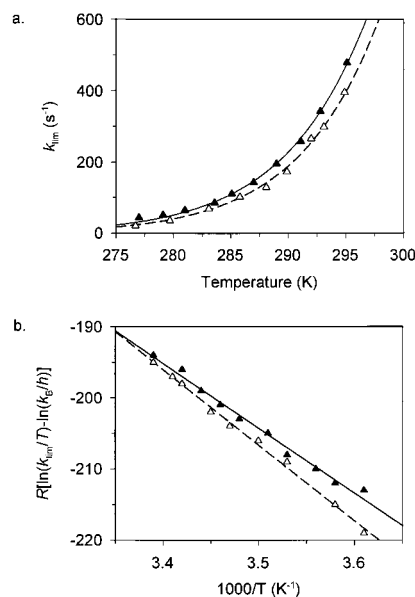 a.
600
400
200
0
k_lim (s⁻¹)
275 280 285 290 295 300
Temperature (K)
b.
-190
-200
-210
-220
R[ln(k_lim/T)-ln(k_B/h)]
3.4 3.5 3.6
1000/T (K⁻¹)